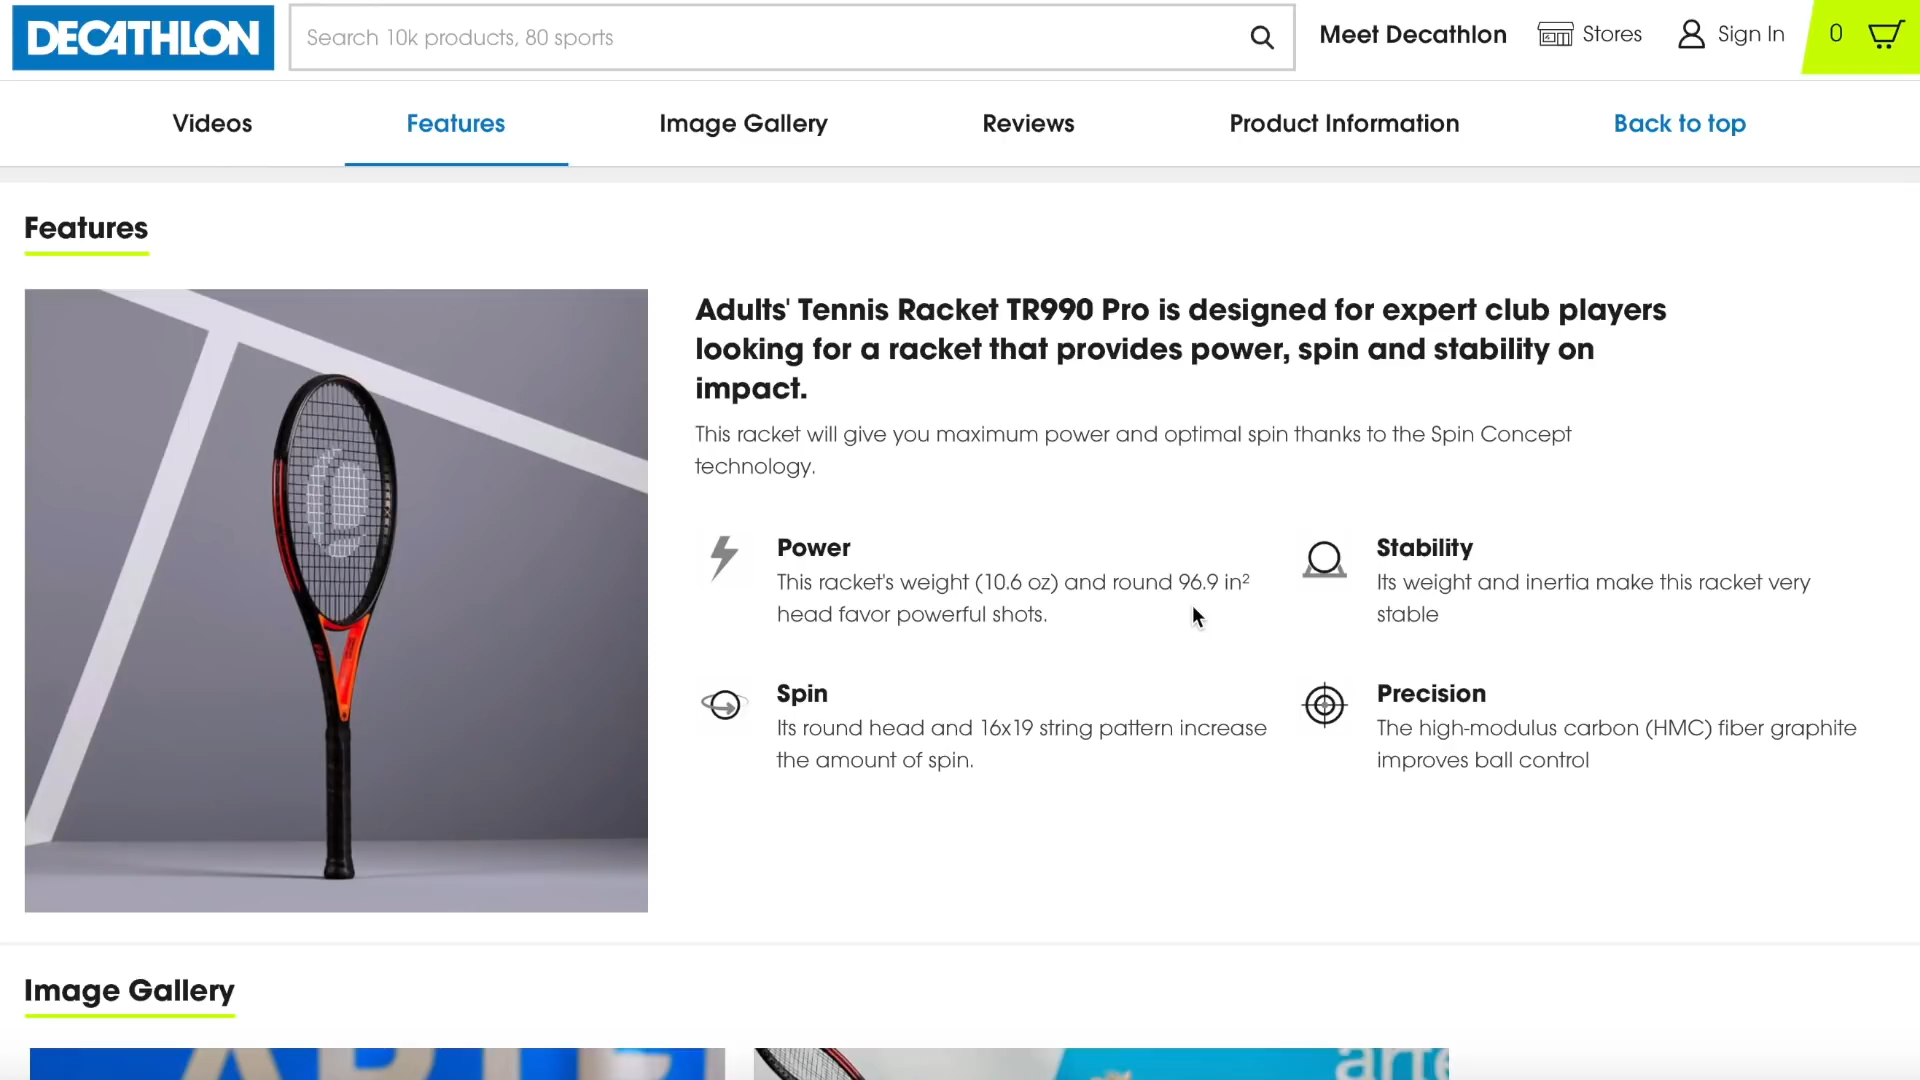 DECATHLON
Search 10k products, 80 sports
Meet Decathlon
Stores
Sign In
0
Videos
Features
Image Gallery
Reviews
Product Information
Back to top
Features
Adults' Tennis Racket TR990 Pro is designed for expert club players
looking for a racket that provides power, spin and stability on
impact.
This racket will give you maximum power and optimal spin thanks to the Spin Concept
technology.
Power
This racket's weight (10.6 oz) and round 96.9 in²
head favor powerful shots.
Stability
Its weight and inertia make this racket very
stable
Spin
Its round head and 16x19 string pattern increase
the amount of spin.
Precision
The high-modulus carbon (HMC) fiber graphite
improves ball control
Image Gallery